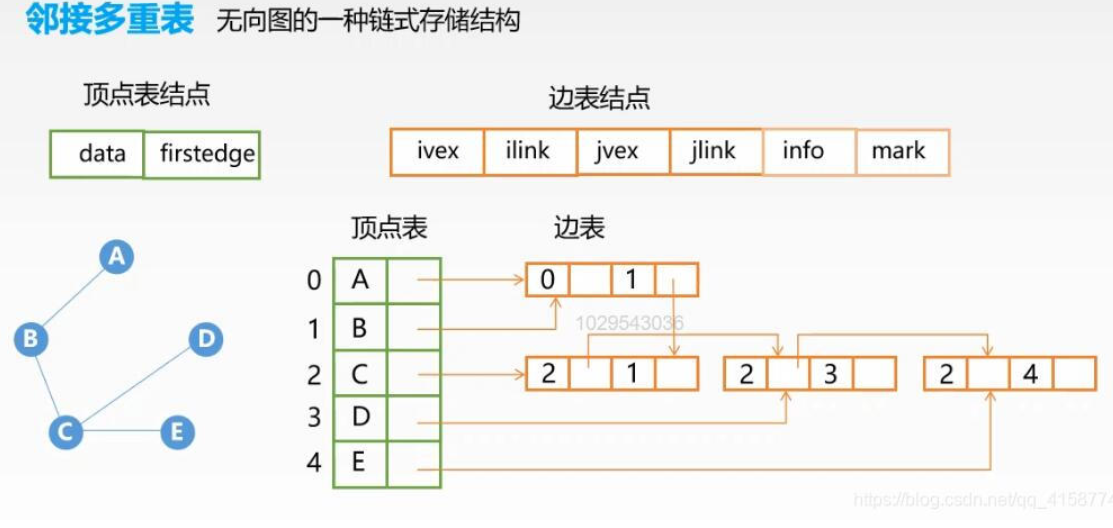 邻接多重表 无向图的一种链式存储结构
顶点表结点 边表结点
data firstedge ivex ilink jvex jlink info mark
顶点表 边表
A
B
C
D
E
0 A 0 1
1 B
1029543036
2 C 2 1 2 3 2 4
3 D
4 E
https://blog.csdn.net/qq_4158774